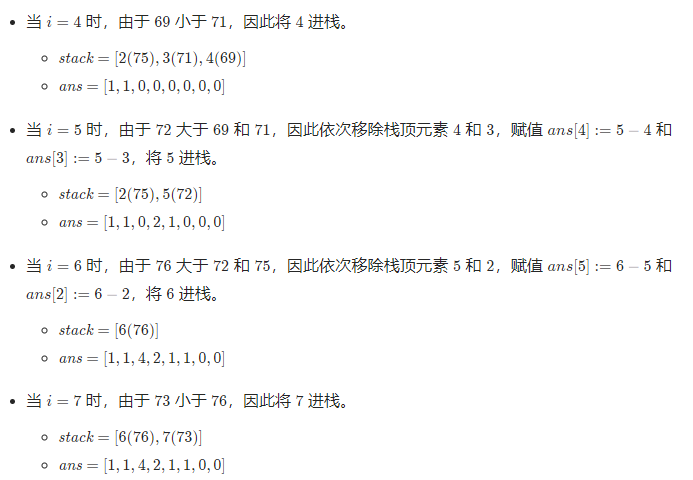 当 i = 4 时，由于 69 小于 71，因此将 4 进栈。
stack = [2(75), 3(71), 4(69)]
ans = [1, 1, 0, 0, 0, 0, 0, 0]
当 i = 5 时，由于 72 大于 69 和 71，因此依次移除栈顶元素 4 和 3，赋值 ans[4] := 5 − 4 和
ans[3] := 5 − 3，将 5 进栈。
stack = [2(75), 5(72)]
ans = [1, 1, 0, 2, 1, 0, 0, 0]
当 i = 6 时，由于 76 大于 72 和 75，因此依次移除栈顶元素 5 和 2，赋值 ans[5] := 6 − 5 和
ans[2] := 6 − 2，将 6 进栈。
stack = [6(76)]
ans = [1, 1, 4, 2, 1, 1, 0, 0]
当 i = 7 时，由于 73 小于 76，因此将 7 进栈。
stack = [6(76), 7(73)]
ans = [1, 1, 4, 2, 1, 1, 0, 0]